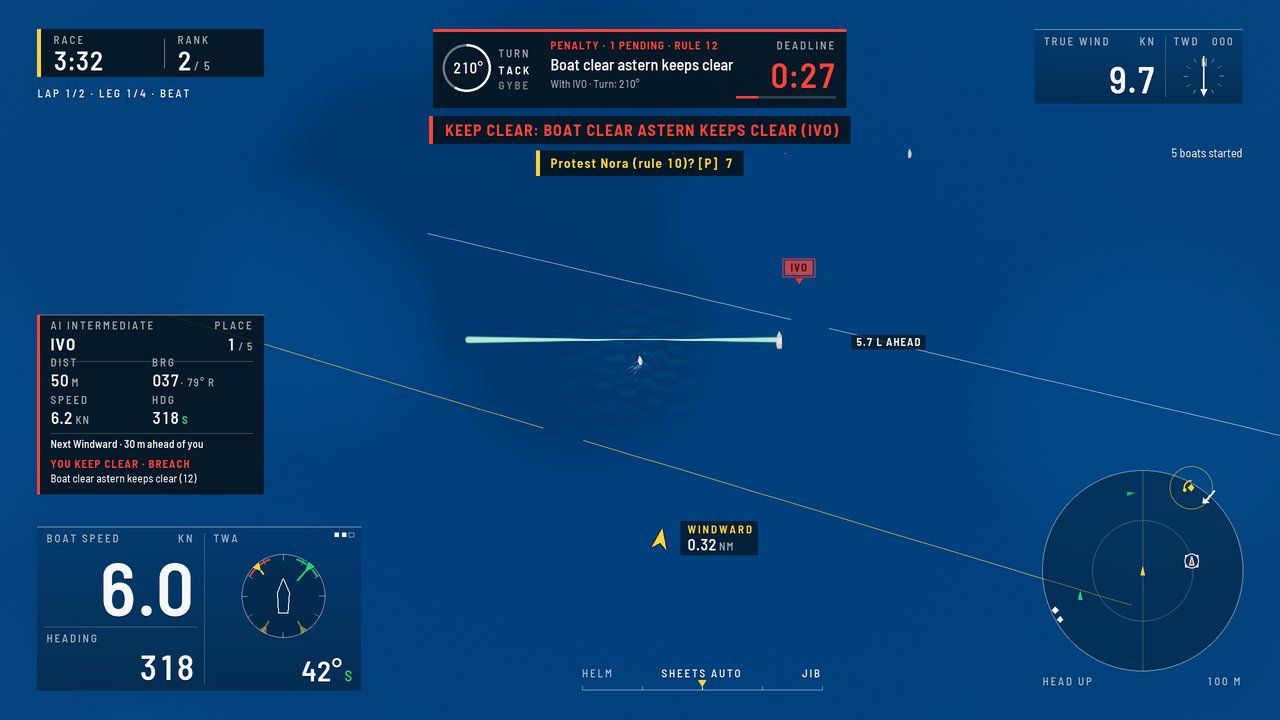 RACE
3:32
RANK
2 / 5
LAP 1/2 · LEG 1/4 · BEAT
210°
TURN
TACK
GYBE
PENALTY · 1 PENDING · RULE 12
Boat clear astern keeps clear
With IVO · Turn: 210°
DEADLINE
0:27
KEEP CLEAR: BOAT CLEAR ASTERN KEEPS CLEAR (IVO)
Protest Nora (rule 10)? [P] 7
TRUE WIND KN
9.7
TWD 000
N
5 boats started
IVO
5.7 L AHEAD
AI INTERMEDIATE PLACE
IVO 1 / 5
DIST BRG
50 M 037 · 79° R
SPEED HDG
6.2 KN 318 S
Next Windward · 30 m ahead of you
YOU KEEP CLEAR · BREACH
Boat clear astern keeps clear (12)
WINDWARD
0.32 NM
BOAT SPEED KN
6.0
HEADING
318
TWA
42° S
HELM SHEETS AUTO JIB
HEAD UP 100 M